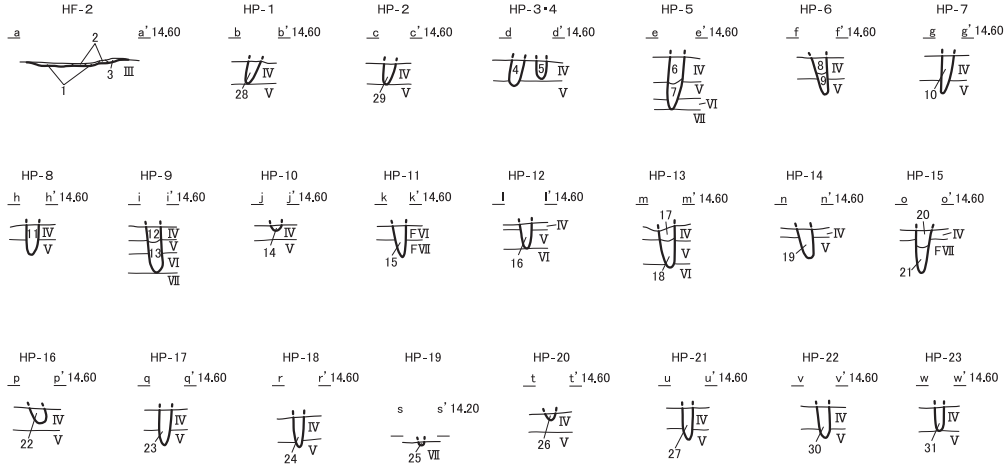 HF-2 HP-1 HP-2 HP-3・4 HP-5 HP-6 HP-7
a a' 14.60 b b' 14.60 c c' 14.60 d d' 14.60 e e' 14.60 f f' 14.60 g g' 14.60
2 3 Ⅲ 1
Ⅳ Ⅴ 28
Ⅳ Ⅴ 29
4 5 Ⅳ Ⅴ
6 Ⅳ Ⅴ 7 Ⅵ Ⅶ
8 Ⅳ 9 Ⅴ
Ⅳ 10 Ⅴ
HP-8 HP-9 HP-10 HP-11 HP-12 HP-13 HP-14 HP-15
h h' 14.60 i i' 14.60 j j' 14.60 k k' 14.60 l l' 14.60 m m' 14.60 n n' 14.60 o o' 14.60
11 Ⅳ Ⅴ
12 Ⅳ Ⅴ 13 Ⅵ Ⅶ
Ⅳ 14 Ⅴ
FⅥ FⅦ 15
Ⅳ Ⅴ 16 Ⅵ
17 Ⅳ Ⅴ 18 Ⅵ
Ⅳ Ⅴ 19
20 Ⅳ FⅦ 21
HP-16 HP-17 HP-18 HP-19 HP-20 HP-21 HP-22 HP-23
p p' 14.60 q q' 14.60 r r' 14.60 s s' 14.20 t t' 14.60 u u' 14.60 v v' 14.60 w w' 14.60
Ⅳ 22 Ⅴ
Ⅳ 23 Ⅴ
Ⅳ Ⅴ 24
25 Ⅶ
Ⅳ 26 Ⅴ
Ⅳ Ⅴ 27
Ⅳ Ⅴ 30
Ⅳ Ⅴ 31